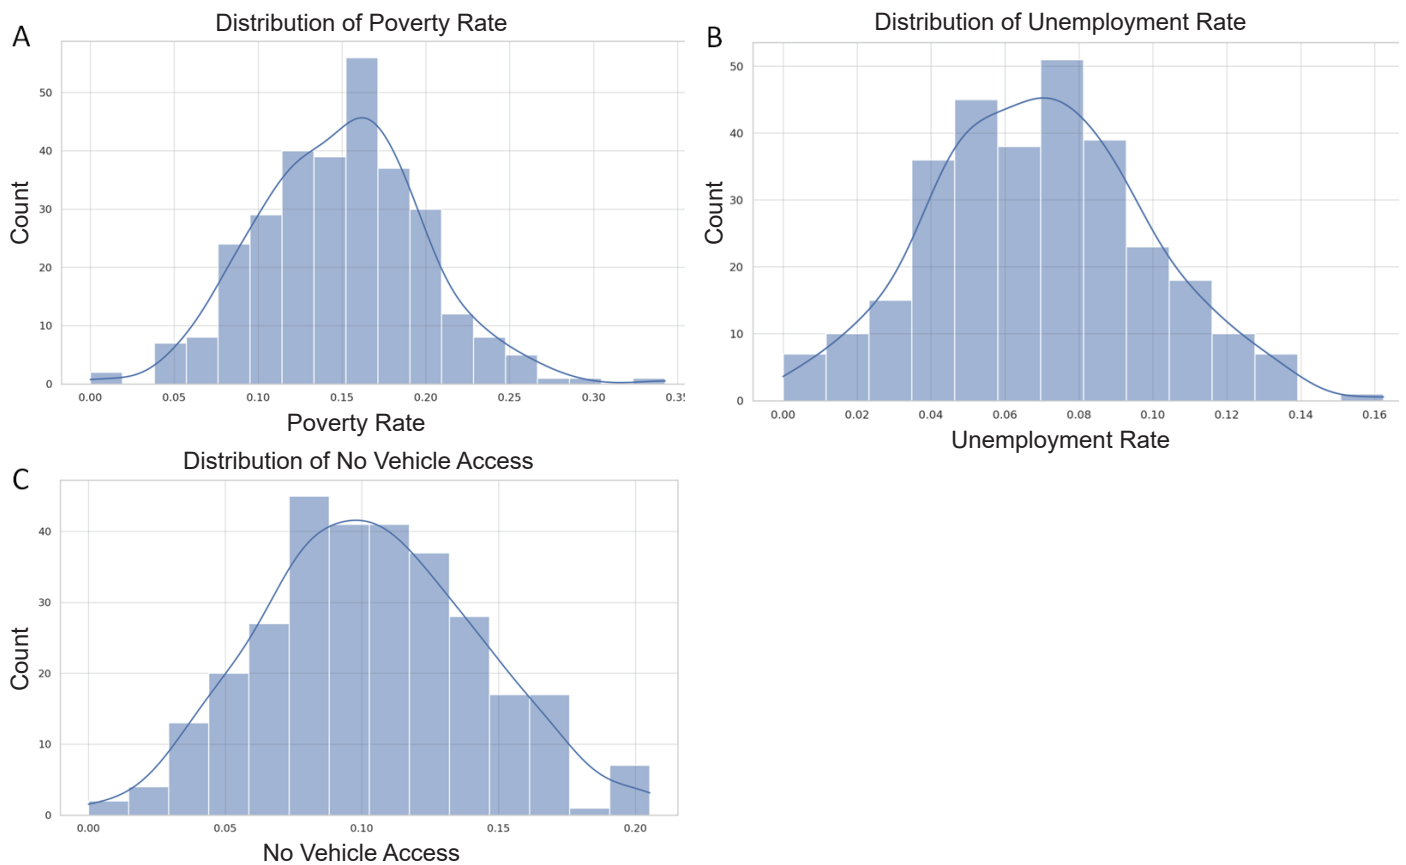 A
Distribution of Poverty Rate
Count
50
40
30
20
10
0
0.00 0.05 0.10 0.15 0.20 0.25 0.30 0.35
Poverty Rate
B
Distribution of Unemployment Rate
Count
50
40
30
20
10
0
0.00 0.02 0.04 0.06 0.08 0.10 0.12 0.14 0.16
Unemployment Rate
C
Distribution of No Vehicle Access
Count
40
30
20
10
0
0.00 0.05 0.10 0.15 0.20
No Vehicle Access